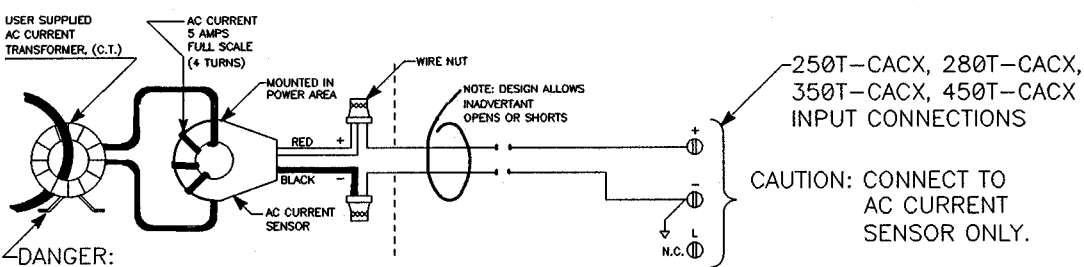 USER SUPPLIED
AC CURRENT
TRANSFORMER, (C.T.)
AC CURRENT
5 AMPS
FULL SCALE
(4 TURNS)
MOUNTED IN
POWER AREA
WIRE NUT
NOTE: DESIGN ALLOWS
INADVERTANT
OPENS OR SHORTS
250T-CACX, 280T-CACX,
350T-CACX, 450T-CACX
INPUT CONNECTIONS
RED +
BLACK -
AC CURRENT
SENSOR
+
-
L
N.C.
CAUTION: CONNECT TO
AC CURRENT
SENSOR ONLY.
DANGER: